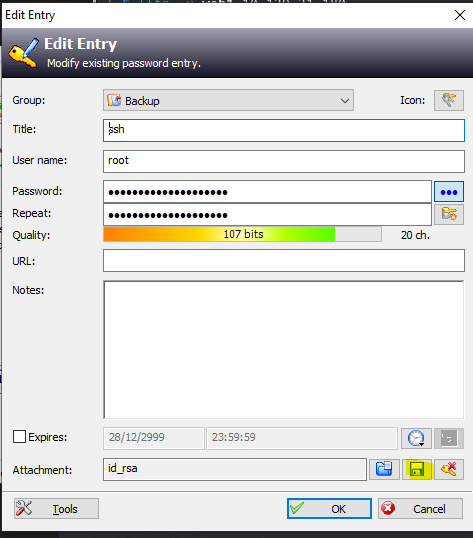 Edit Entry
Edit Entry
Modify existing password entry.
Group: Backup Icon:
Title: ssh
User name: root
Password: ●●●●●●●●●●●●●●●●●●●● ●●●
Repeat: ●●●●●●●●●●●●●●●●●●●●
Quality: 107 bits 20 ch.
URL:
Notes:
Expires: 28/12/2999 23:59:59
Attachment: id_rsa
Tools OK Cancel